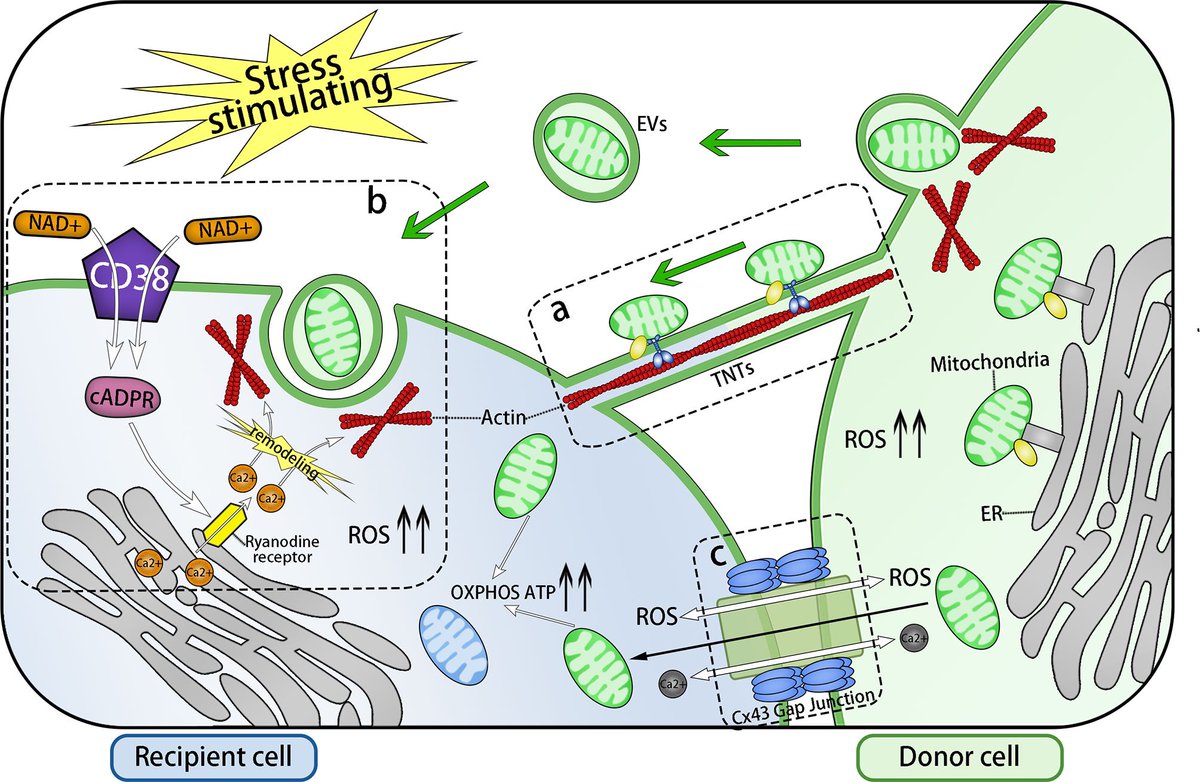 Stress
stimulating
EVs
b
NAD+
NAD+
CD38
a
cADPR
TNTs
Mitochondria
Actin
remodeling
ROS
Ca2+
Ca2+
Ryanodine
receptor
ROS
ER
Ca2+
Ca2+
c
OXPHOS ATP
ROS
ROS
Ca2+
Ca2+
Cx43 Gap Junction
Recipient cell
Donor cell